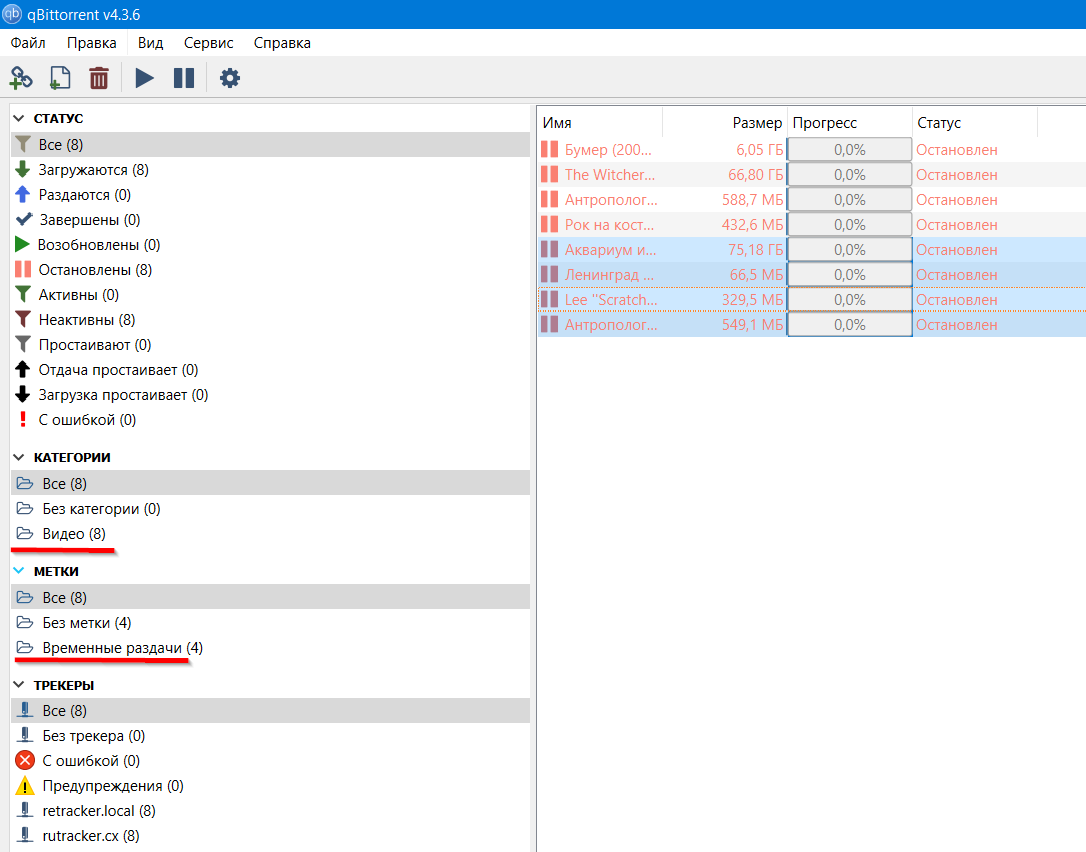 qBittorrent v4.3.6
Файл Правка Вид Сервис Справка
СТАТУС
Все (8)
Загружаются (8)
Раздаются (0)
Завершены (0)
Возобновлены (0)
Остановлены (8)
Активны (0)
Неактивны (8)
Простаивают (0)
Отдача простаивает (0)
Загрузка простаивает (0)
С ошибкой (0)
КАТЕГОРИИ
Все (8)
Без категории (0)
Видео (8)
МЕТКИ
Все (8)
Без метки (4)
Временные раздачи (4)
ТРЕКЕРЫ
Все (8)
Без трекера (0)
С ошибкой (0)
Предупреждения (0)
retracker.local (8)
rutracker.cx (8)
Имя Размер Прогресс Статус
Бумер (200... 6,05 ГБ 0,0% Остановлен
The Witcher... 66,80 ГБ 0,0% Остановлен
Антрополог... 588,7 МБ 0,0% Остановлен
Рок на кост... 432,6 МБ 0,0% Остановлен
Аквариум и... 75,18 ГБ 0,0% Остановлен
Ленинград ... 66,5 МБ 0,0% Остановлен
Lee "Scratch... 329,5 МБ 0,0% Остановлен
Антрополог... 549,1 МБ 0,0% Остановлен